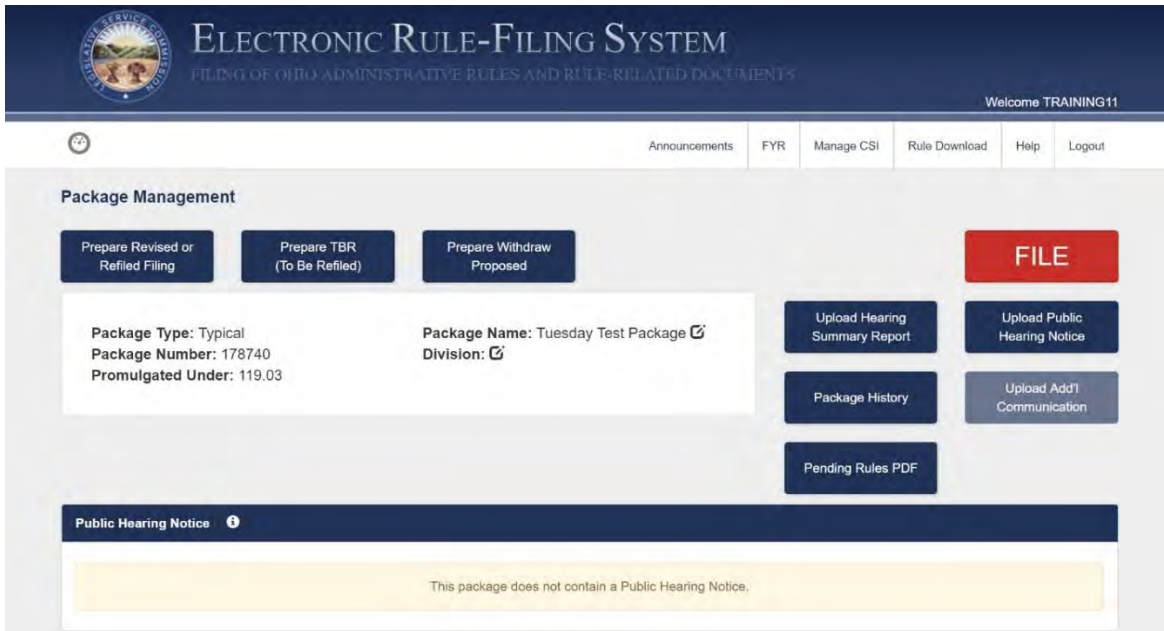 LEGISLATIVE SERVICE COMMISSION
ELECTRONIC RULE-FILING SYSTEM
FILING OF OHIO ADMINISTRATIVE RULES AND RULE-RELATED DOCUMENTS
Welcome TRAINING11
Announcements FYR Manage CSI Rule Download Help Logout
Package Management
Prepare Revised or
Refiled Filing
Prepare TBR
(To Be Refiled)
Prepare Withdraw
Proposed
FILE
Package Type: Typical
Package Number: 178740
Promulgated Under: 119.03
Package Name: Tuesday Test Package
Division:
Upload Hearing
Summary Report
Upload Public
Hearing Notice
Package History
Upload Add'l
Communication
Pending Rules PDF
Public Hearing Notice
This package does not contain a Public Hearing Notice.